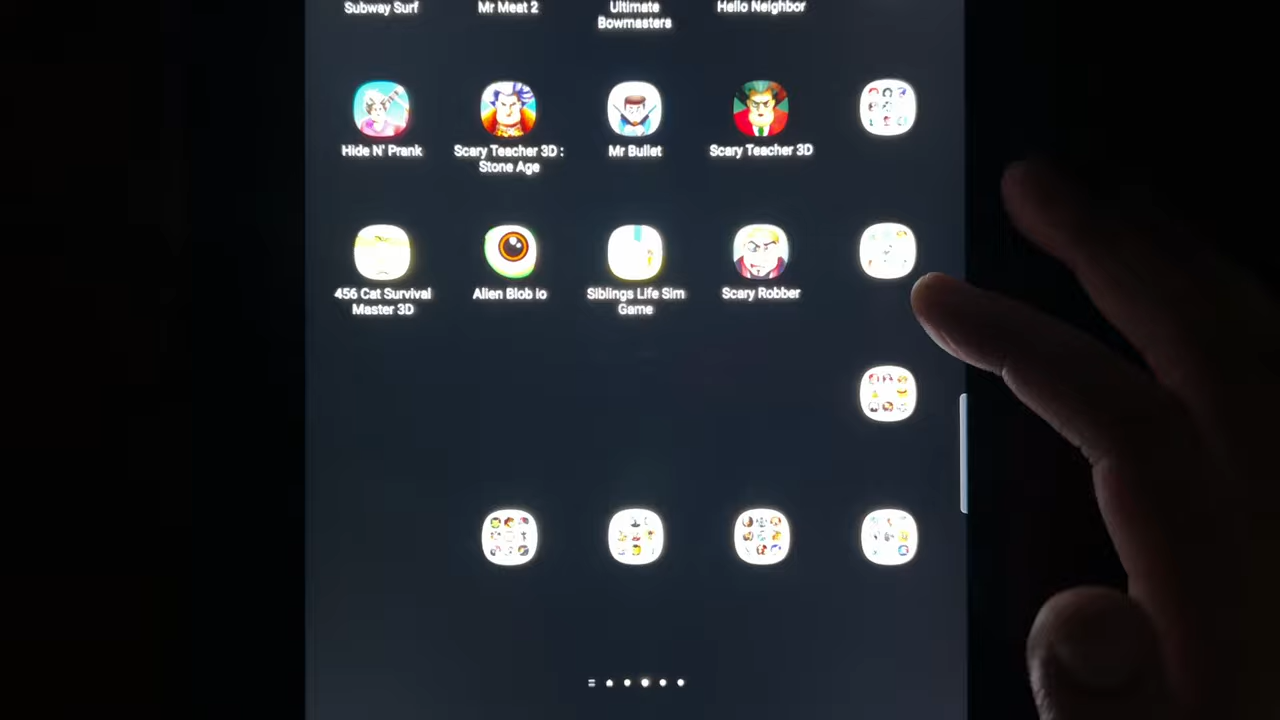 Subway Surf
Mr Meat 2
Ultimate
Bowmasters
Hello Neighbor
Hide N' Prank
Scary Teacher 3D :
Stone Age
Mr Bullet
Scary Teacher 3D
456 Cat Survival
Master 3D
Alien Blob io
Siblings Life Sim
Game
Scary Robber